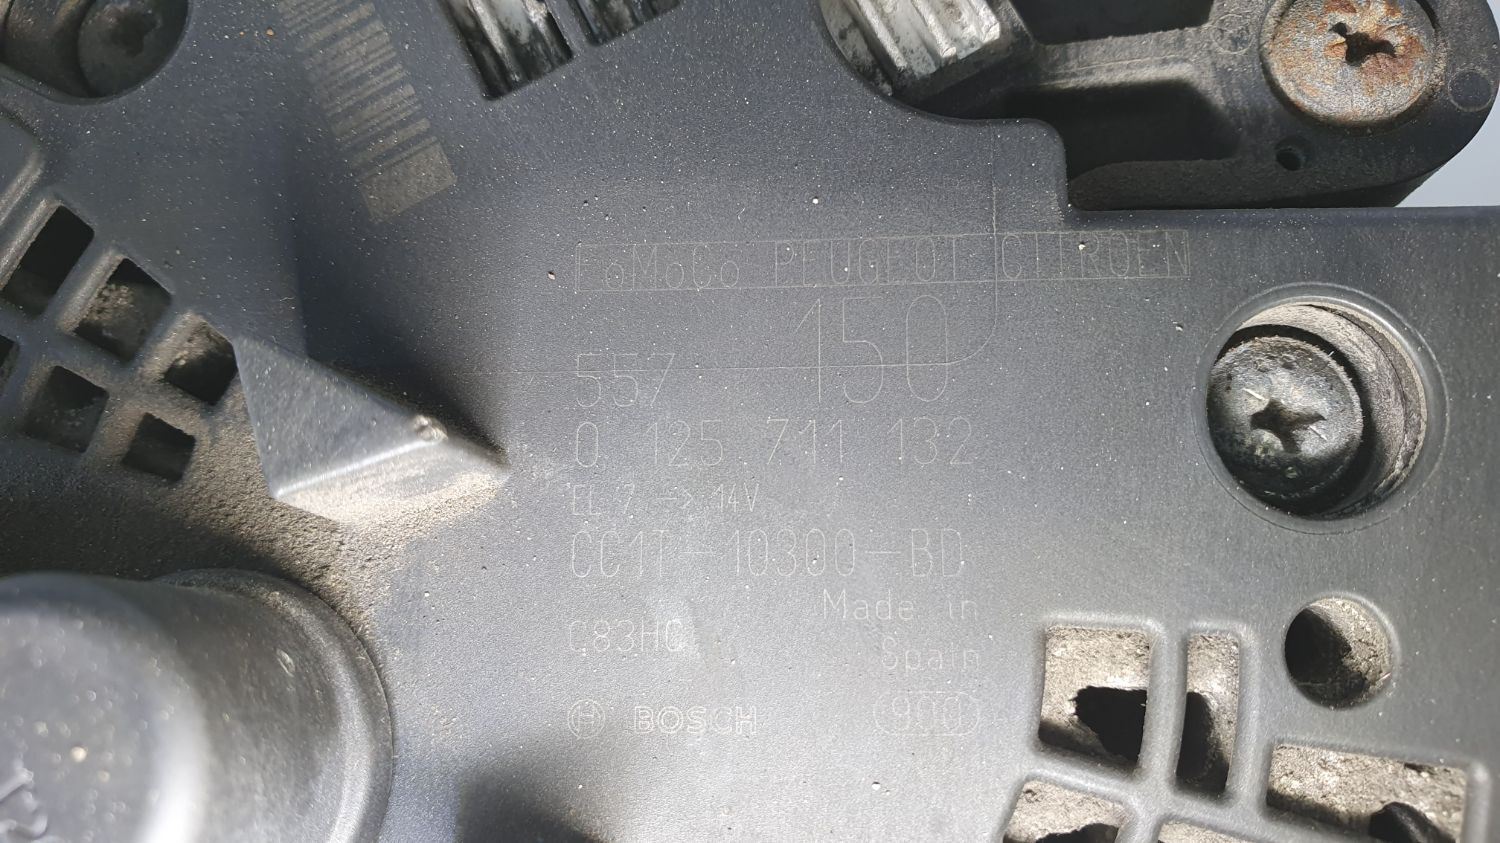 FoMoCo PEUGEOT CITROEN
557 150
0 125 711 132
EL 7 -> 14V
CC1T-10300-BD
Made in
C83HC Spain
BOSCH 900